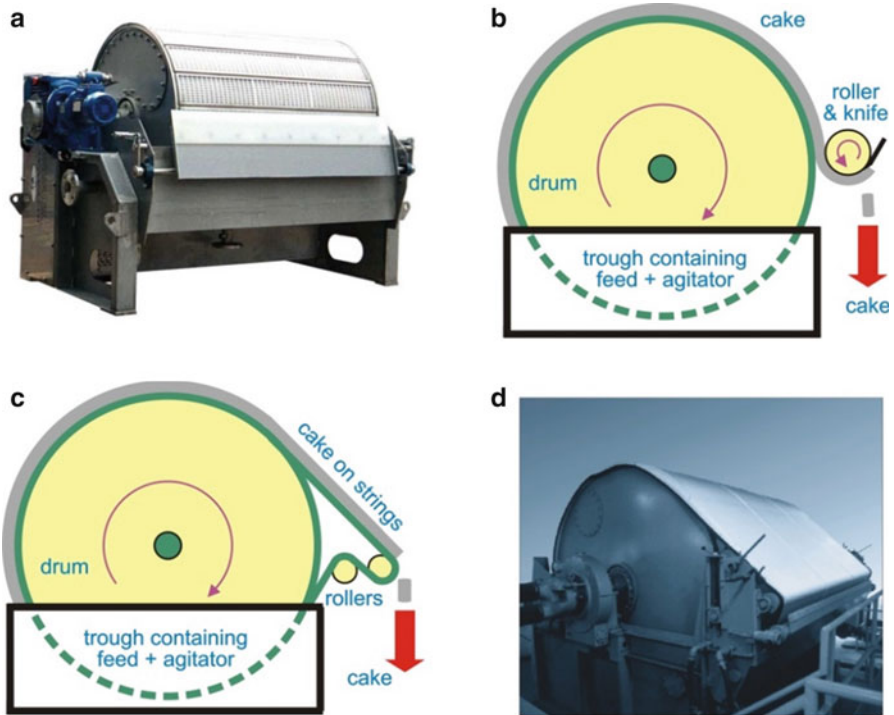 a
b
cake
roller
& knife
drum
trough containing
feed + agitator
cake
c
cake on strings
drum
rollers
trough containing
feed + agitator
cake
d